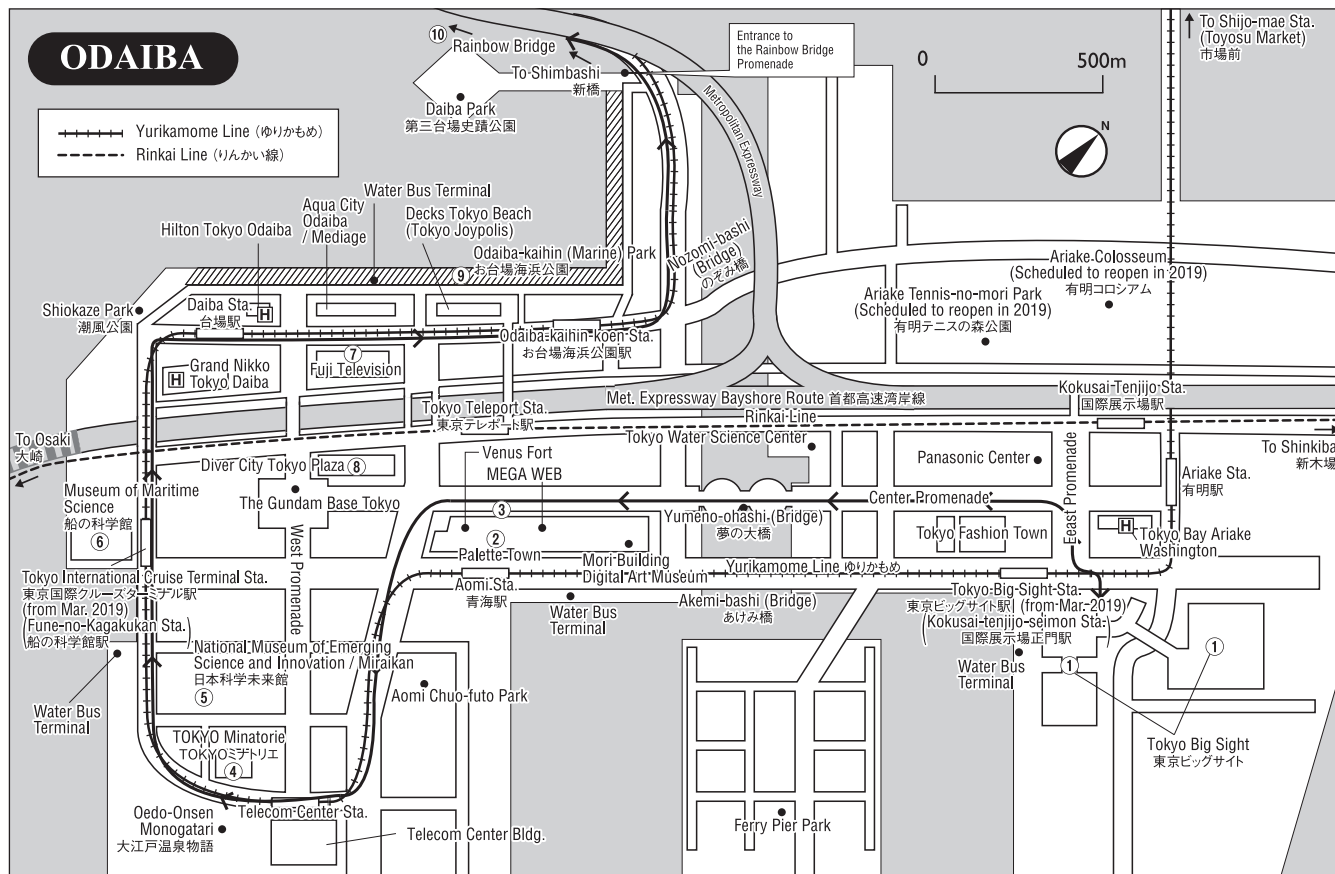 ODAIBA
Yurikamome Line (ゆりかもめ)
Rinkai Line (りんかい線)
⑩
Rainbow Bridge
To Shimbashi
新橋
Entrance to
the Rainbow Bridge
Promenade
Daiba Park
第三台場史蹟公園
Metropolitan Expressway
0 500m
N
To Shijo-mae Sta.
(Toyosu Market)
市場前
Water Bus Terminal
Aqua City
Odaiba
/ Mediage
Decks Tokyo Beach
(Tokyo Joypolis)
Hilton Tokyo Odaiba
Odaiba-kaihin (Marine) Park
⑨ お台場海浜公園
Nozomi-bashi
(Bridge)
のぞみ橋
Ariake Colosseum
(Scheduled to reopen in 2019)
有明コロシアム
Ariake Tennis-no-mori Park
(Scheduled to reopen in 2019)
有明テニスの森公園
Shiokaze Park
潮風公園
Daiba Sta.
台場駅
H
Odaiba-kaihin-koen Sta.
お台場海浜公園駅
H
Grand Nikko
Tokyo Daiba
⑦
Fuji Television
Met. Expressway Bayshore Route 首都高速湾岸線
Rinkai Line
Kokusai-Tenjijo Sta.
国際展示場駅
Tokyo Teleport Sta.
東京テレポート駅
To Osaki
大崎
To Shinkiba
新木場
Tokyo Water Science Center
Venus Fort
MEGA WEB
Diver City Tokyo Plaza ⑧
The Gundam Base Tokyo
Panasonic Center
Eeast Promenade
Ariake Sta.
有明駅
Museum of Maritime
Science
船の科学館
⑥
Center Promenade
③
②
Palette Town
Yumeno-ohashi (Bridge)
夢の大橋
Tokyo Fashion Town
H
Tokyo Bay Ariake
Washington
Mori Building
Digital Art Museum
West Promenade
Yurikamome Line ゆりかもめ
Tokyo International Cruise Terminal Sta.
東京国際クルーズターミナル駅
(from Mar. 2019)
(Fune-no-Kagakukan Sta.)
船の科学館駅
Aomi Sta.
青海駅
Water Bus
Terminal
Akemi-bashi (Bridge)
あけみ橋
Tokyo Big Sight Sta.
東京ビッグサイト駅 (from Mar. 2019)
(Kokusai-tenjijo-seimon Sta.)
国際展示場正門駅
National Museum of Emerging
Science and Innovation / Miraikan
日本科学未来館
⑤
Water Bus
Terminal
①
①
Aomi Chuo-futo Park
Water Bus
Terminal
TOKYO Minatorie
TOKYOミナトリエ
④
Tokyo Big Sight
東京ビッグサイト
Oedo-Onsen
Monogatari
大江戸温泉物語
Telecom Center Sta.
Telecom Center Bldg.
Ferry Pier Park